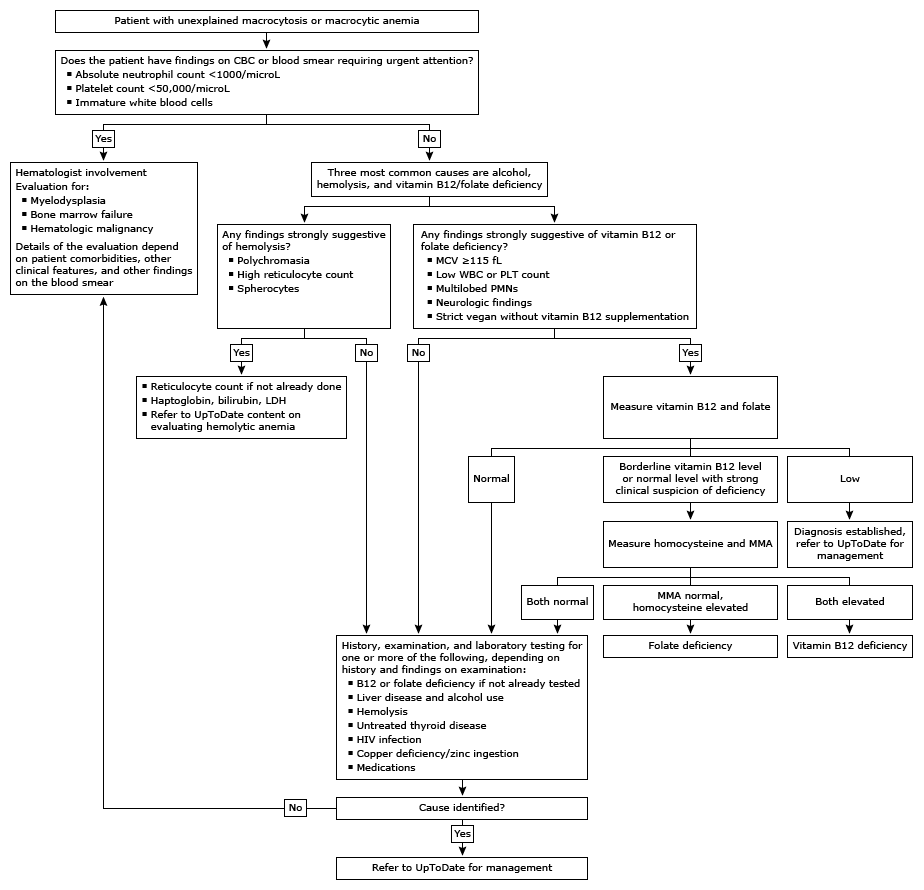 Patient with unexplained macrocytosis or macrocytic anemia
Does the patient have findings on CBC or blood smear requiring urgent attention?
▪ Absolute neutrophil count <1000/microL
▪ Platelet count <50,000/microL
▪ Immature white blood cells
Yes
No
Hematologist involvement
Evaluation for:
▪ Myelodysplasia
▪ Bone marrow failure
▪ Hematologic malignancy
Details of the evaluation depend
on patient comorbidities, other
clinical features, and other findings
on the blood smear
Three most common causes are alcohol,
hemolysis, and vitamin B12/folate deficiency
Any findings strongly suggestive
of hemolysis?
▪ Polychromasia
▪ High reticulocyte count
▪ Spherocytes
Any findings strongly suggestive of vitamin B12 or
folate deficiency?
▪ MCV ≥115 fL
▪ Low WBC or PLT count
▪ Multilobed PMNs
▪ Neurologic findings
▪ Strict vegan without vitamin B12 supplementation
Yes
No
No
Yes
▪ Reticulocyte count if not already done
▪ Haptoglobin, bilirubin, LDH
▪ Refer to UpToDate content on
evaluating hemolytic anemia
Measure vitamin B12 and folate
Normal
Borderline vitamin B12 level
or normal level with strong
clinical suspicion of deficiency
Low
Measure homocysteine and MMA
Diagnosis established,
refer to UpToDate for
management
Both normal
MMA normal,
homocysteine elevated
Both elevated
Folate deficiency
Vitamin B12 deficiency
History, examination, and laboratory testing for
one or more of the following, depending on
history and findings on examination:
▪ B12 or folate deficiency if not already tested
▪ Liver disease and alcohol use
▪ Hemolysis
▪ Untreated thyroid disease
▪ HIV infection
▪ Copper deficiency/zinc ingestion
▪ Medications
No
Cause identified?
Yes
Refer to UpToDate for management